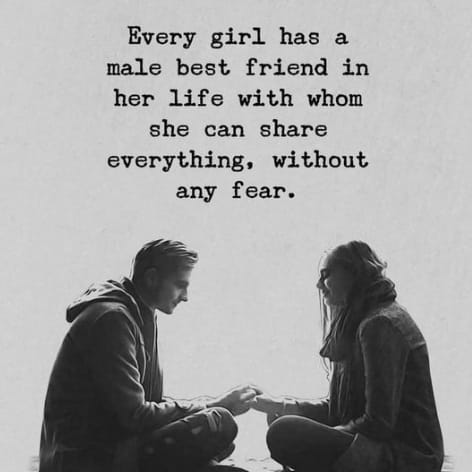 Every girl has a
male best friend in
her life with whom
she can share
everything, without
any fear.